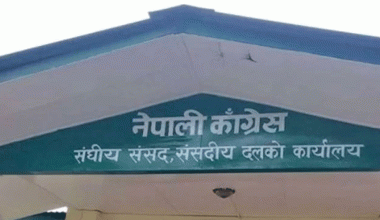 नेपाली काँग्रेस
संघीय संसद,संसदीय दलको कार्यालय